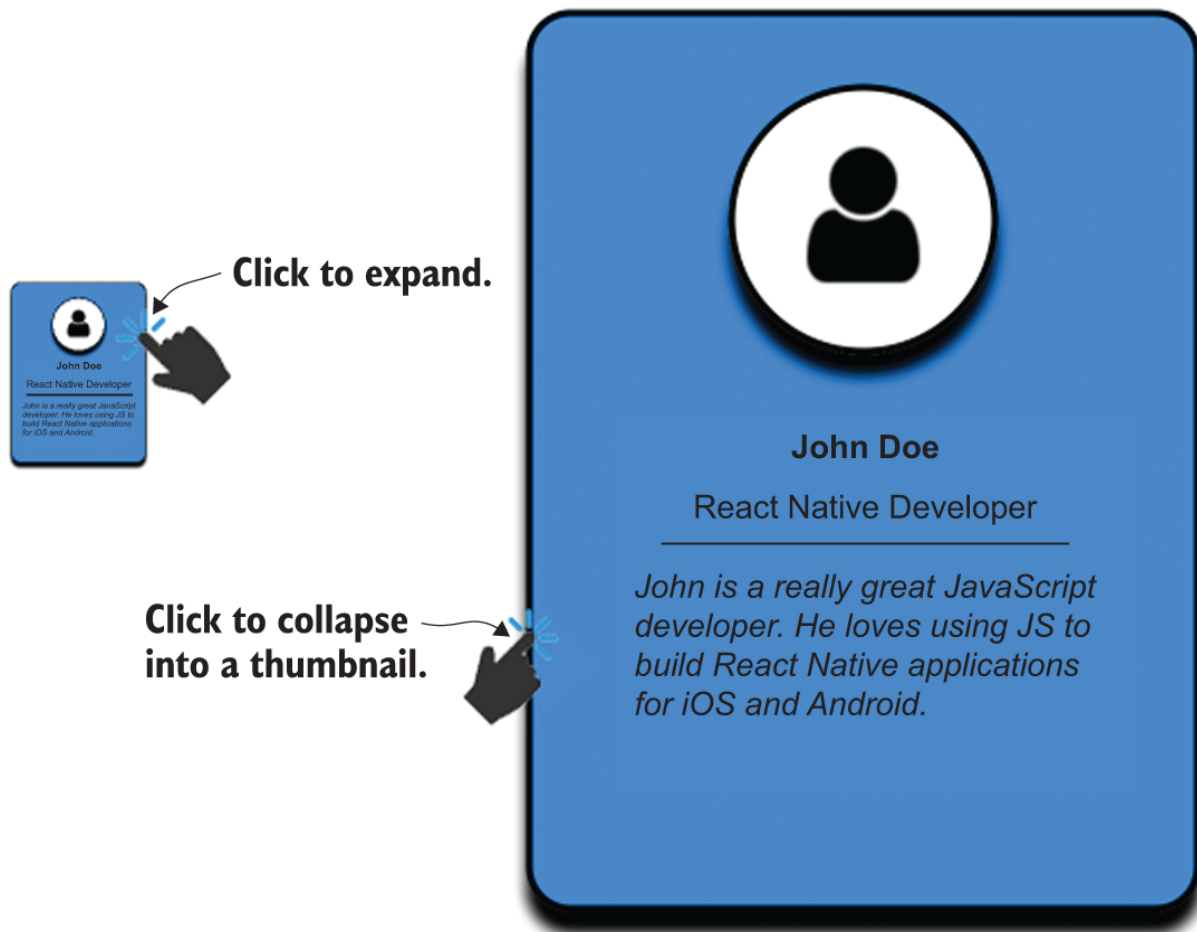 Click to expand.
John Doe
React Native Developer
John is a really great JavaScript
developer. He loves using JS to
build React Native applications
for iOS and Android.
John Doe
React Native Developer
John is a really great JavaScript
developer. He loves using JS to
build React Native applications
for iOS and Android.
Click to collapse
into a thumbnail.